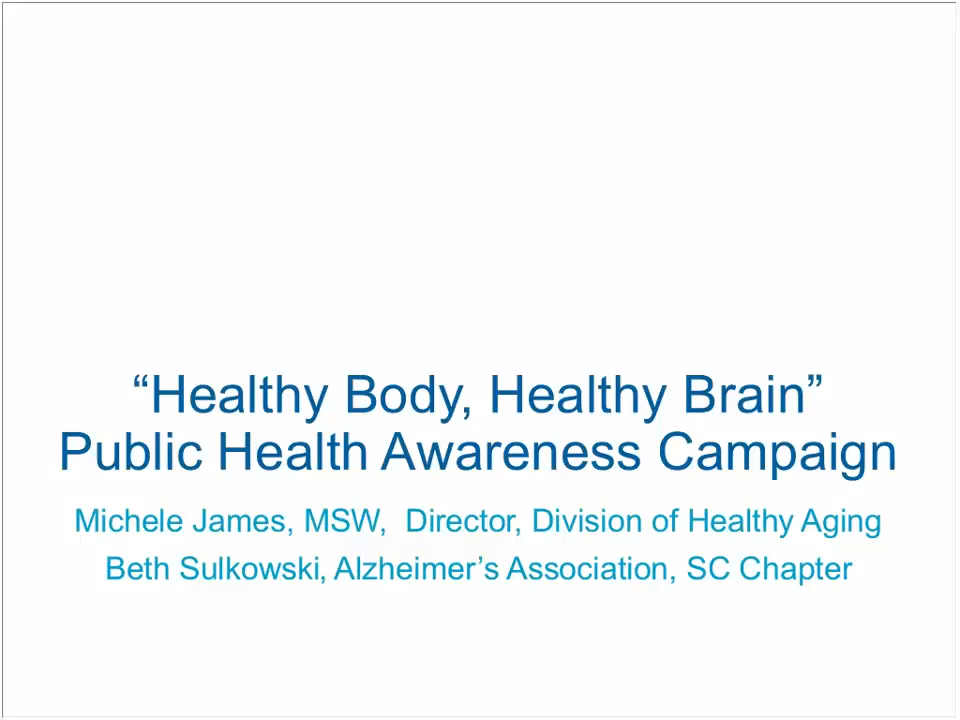 “Healthy Body, Healthy Brain”
Public Health Awareness Campaign
Michele James, MSW,  Director, Division of Healthy Aging
Beth Sulkowski, Alzheimer’s Association, SC Chapter